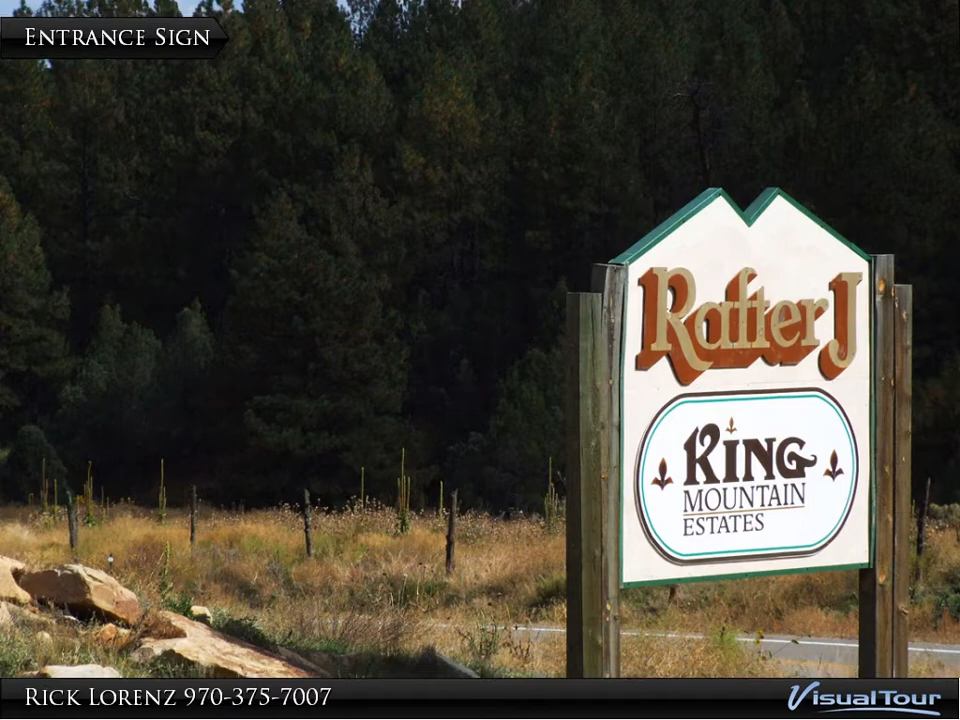 Entrance Sign
Rafter J
King
MOUNTAIN
ESTATES
Rick Lorenz 970-375-7007
VisualTour